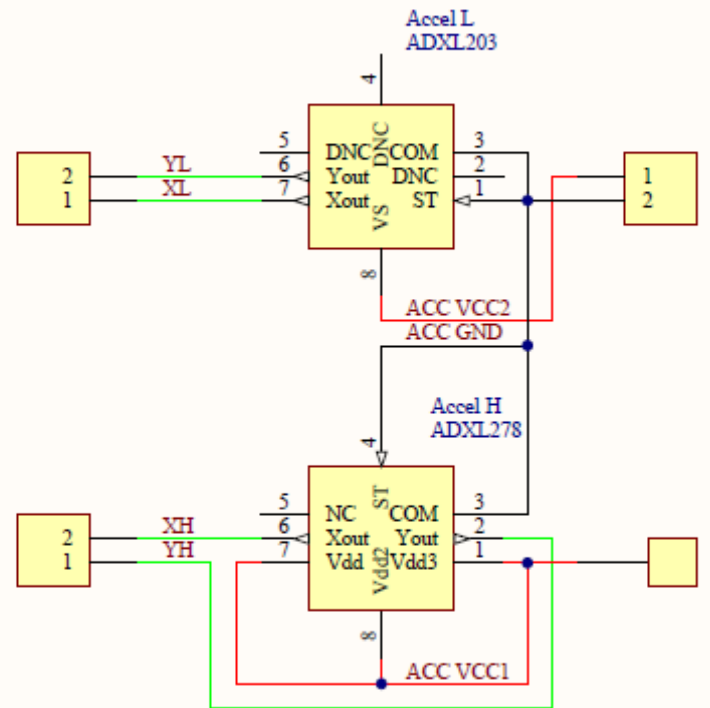 Accel L
ADXL203
4
5 DNC DNC COM 3
2 YL 6 Yout DNC 2 1
1 XL 7 Xout VS ST 1 2
8
ACC VCC2
ACC GND
Accel H
ADXL278
4
5 NC ST COM 3
2 XH 6 Xout Yout 2
1 YH 7 Vdd Vdd2 Vdd3 1
8
ACC VCC1